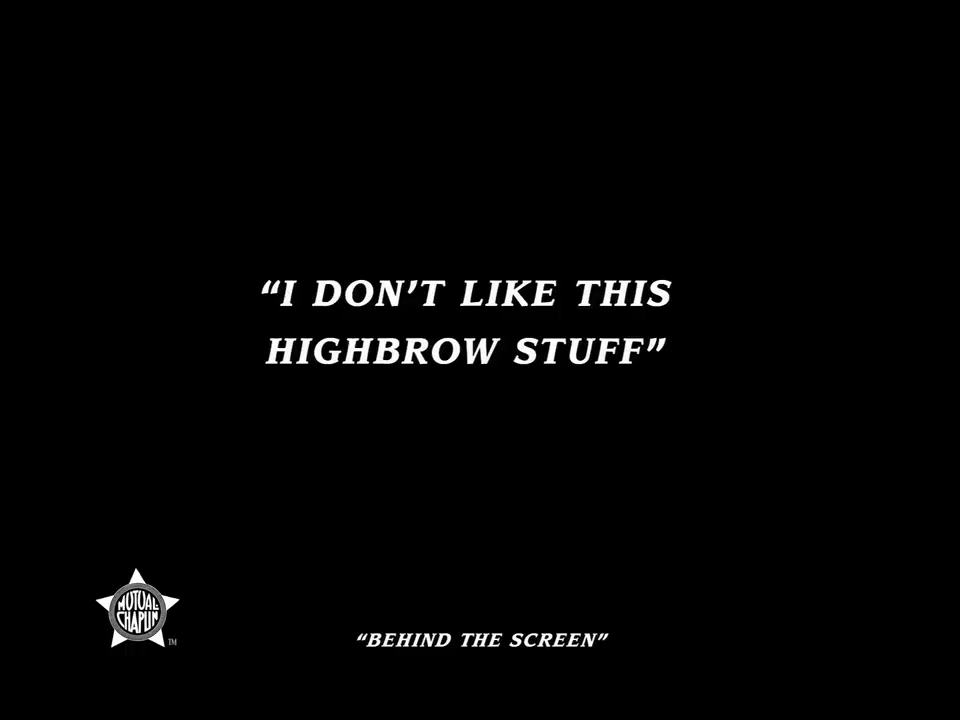 “I DON’T LIKE THIS
HIGHBROW STUFF”
MUTUAL
CHAPLIN
TM
“BEHIND THE SCREEN”